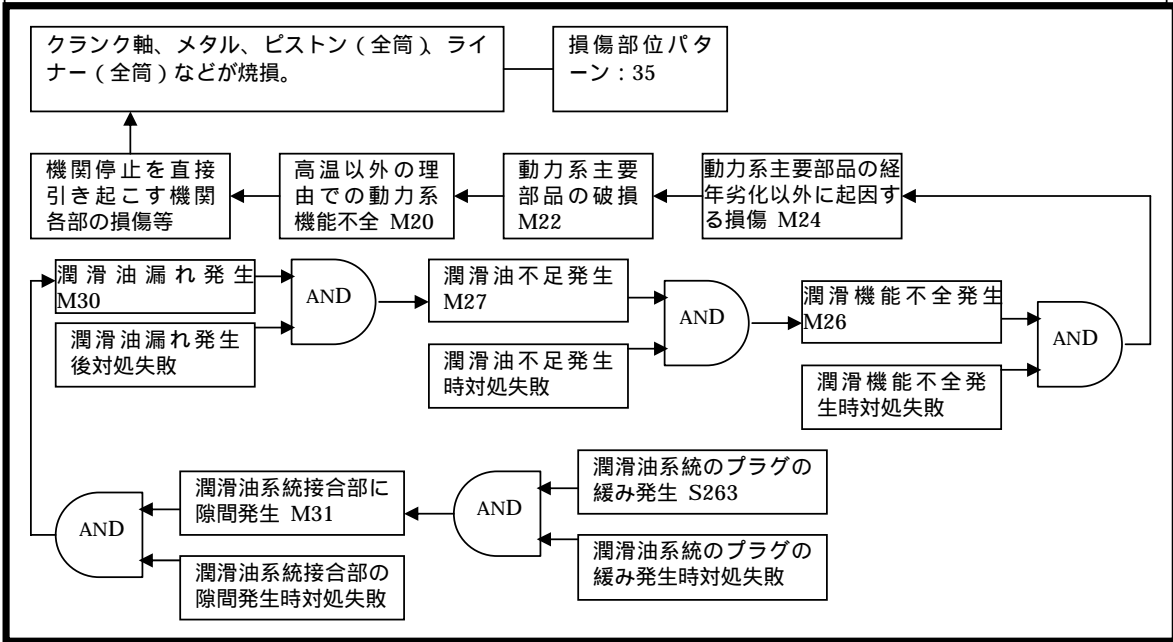 クランク軸、メタル、ピストン（全筒）、ライ
ナー（全筒）などが焼損。
損傷部位パタ
ーン：35
機関停止を直接
引き起こす機関
各部の損傷等
高温以外の理
由での動力系
機能不全 M20
動力系主要
部品の破損
M22
動力系主要部品の経
年劣化以外に起因す
る損傷 M24
潤滑油漏れ発生
M30
潤滑油漏れ発生
後対処失敗
AND
潤滑油不足発生
M27
潤滑油不足発生
時対処失敗
AND
潤滑機能不全発生
M26
潤滑機能不全発
生時対処失敗
AND
AND
潤滑油系統接合部に
隙間発生 M31
潤滑油系統接合部の
隙間発生時対処失敗
AND
潤滑油系統のプラグの
緩み発生 S263
潤滑油系統のプラグの
緩み発生時対処失敗